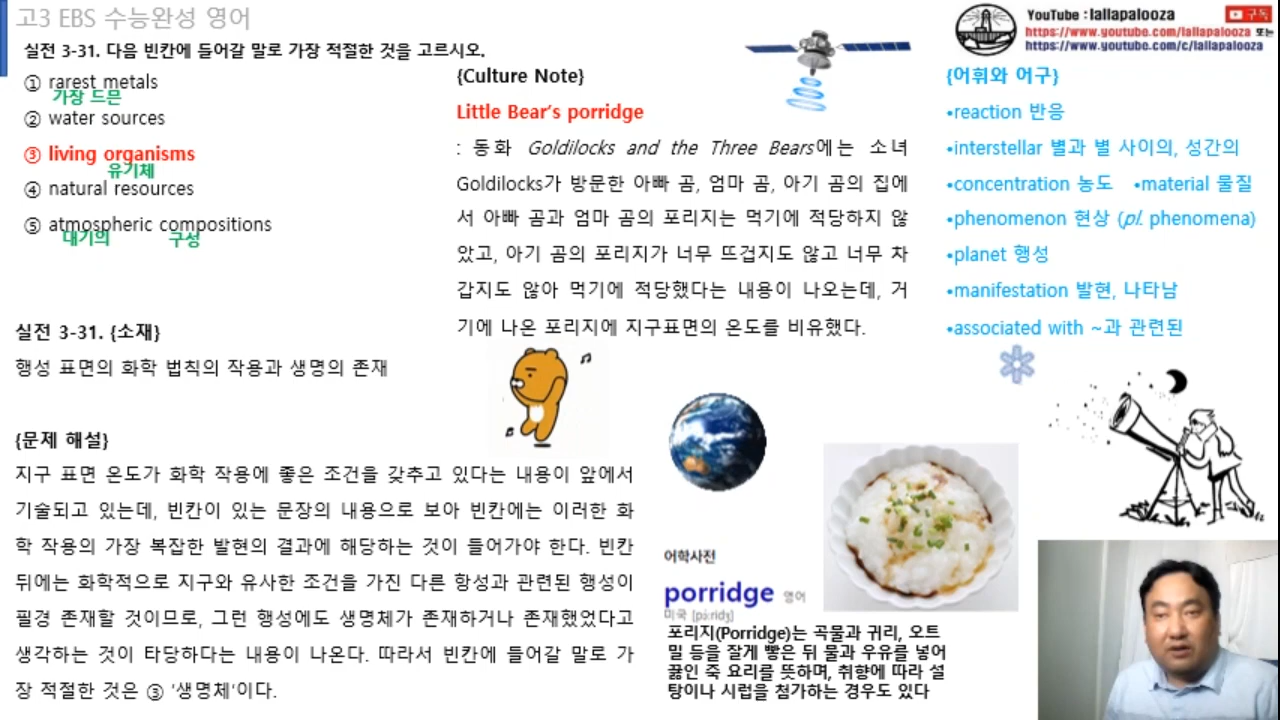 고3 EBS 수능완성 영어
실전 3-31. 다음 빈칸에 들어갈 말로 가장 적절한 것을 고르시오.
① rarest metals
가장 드믄
② water sources
③ living organisms
유기체
④ natural resources
⑤ atmospheric compositions
대기의 구성
실전 3-31. {소재}
행성 표면의 화학 법칙의 작용과 생명의 존재
{문제 해설}
지구 표면 온도가 화학 작용에 좋은 조건을 갖추고 있다는 내용이 앞에서
기술되고 있는데, 빈칸이 있는 문장의 내용으로 보아 빈칸에는 이러한 화
학 작용의 가장 복잡한 발현의 결과에 해당하는 것이 들어가야 한다. 빈칸
뒤에는 화학적으로 지구와 유사한 조건을 가진 다른 항성과 관련된 행성이
필경 존재할 것이므로, 그런 행성에도 생명체가 존재하거나 존재했었다고
생각하는 것이 타당하다는 내용이 나온다. 따라서 빈칸에 들어갈 말로 가
장 적절한 것은 ③ ‘생명체’이다.
{Culture Note}
Little Bear’s porridge
: 동화 Goldilocks and the Three Bears에는 소녀
Goldilocks가 방문한 아빠 곰, 엄마 곰, 아기 곰의 집에
서 아빠 곰과 엄마 곰의 포리지는 먹기에 적당하지 않
았고, 아기 곰의 포리지가 너무 뜨겁지도 않고 너무 차
갑지도 않아 먹기에 적당했다는 내용이 나오는데, 거
기에 나온 포리지에 지구표면의 온도를 비유했다.
어학사전
porridge 영어
미국 [pɔ́:ridʒ]
포리지(Porridge)는 곡물과 귀리, 오트
밀 등을 잘게 빻은 뒤 물과 우유를 넣어
끓인 죽 요리를 뜻하며, 취향에 따라 설
탕이나 시럽을 첨가하는 경우도 있다
YouTube : lallapalooza
구독
https://www.youtube.com/lallapalooza 또는
https://www.youtube.com/c/lallapalooza
{어휘와 어구}
•reaction 반응
•interstellar 별과 별 사이의, 성간의
•concentration 농도 •material 물질
•phenomenon 현상 (pl. phenomena)
•planet 행성
•manifestation 발현, 나타남
•associated with ~과 관련된